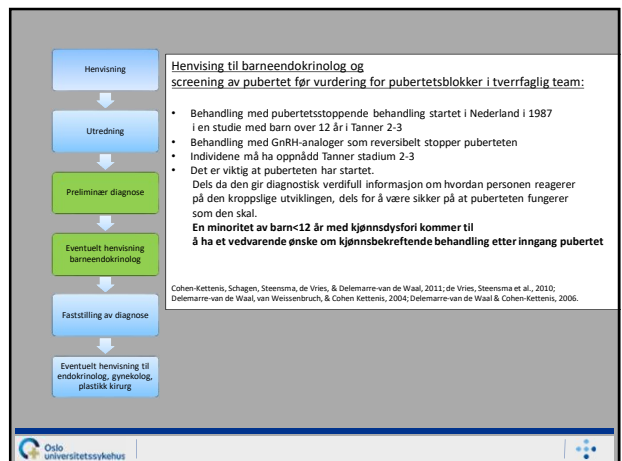 Henvisning
Utredning
Preliminær diagnose
Eventuelt henvisning
barneendokrinolog
Faststilling av diagnose
Eventuelt henvisning til
endokrinolog, gynekolog,
plastikk kirurg
Henvising til barneendokrinolog og
screening av pubertet før vurdering for pubertetsblokker i tverrfaglig team:
• Behandling med pubertetsstoppende behandling startet i Nederland i 1987
i en studie med barn over 12 år i Tanner 2-3
• Behandling med GnRH-analoger som reversibelt stopper puberteten
• Individene må ha oppnådd Tanner stadium 2-3
• Det er viktig at puberteten har startet.
Dels da den gir diagnostisk verdifull informasjon om hvordan personen reagerer
på den kroppslige utviklingen, dels for å være sikker på at puberteten fungerer
som den skal.
En minoritet av barn<12 år med kjønnsdysfori kommer til
å ha et vedvarende ønske om kjønnsbekreftende behandling etter inngang pubertet
Cohen-Kettenis, Schagen, Steensma, de Vries, & Delemarre-van de Waal, 2011; de Vries, Steensma et al., 2010;
Delemarre-van de Waal, van Weissenbruch, & Cohen Kettenis, 2004; Delemarre-van de Waal & Cohen-Kettenis, 2006.
Oslo
universitetssykehus